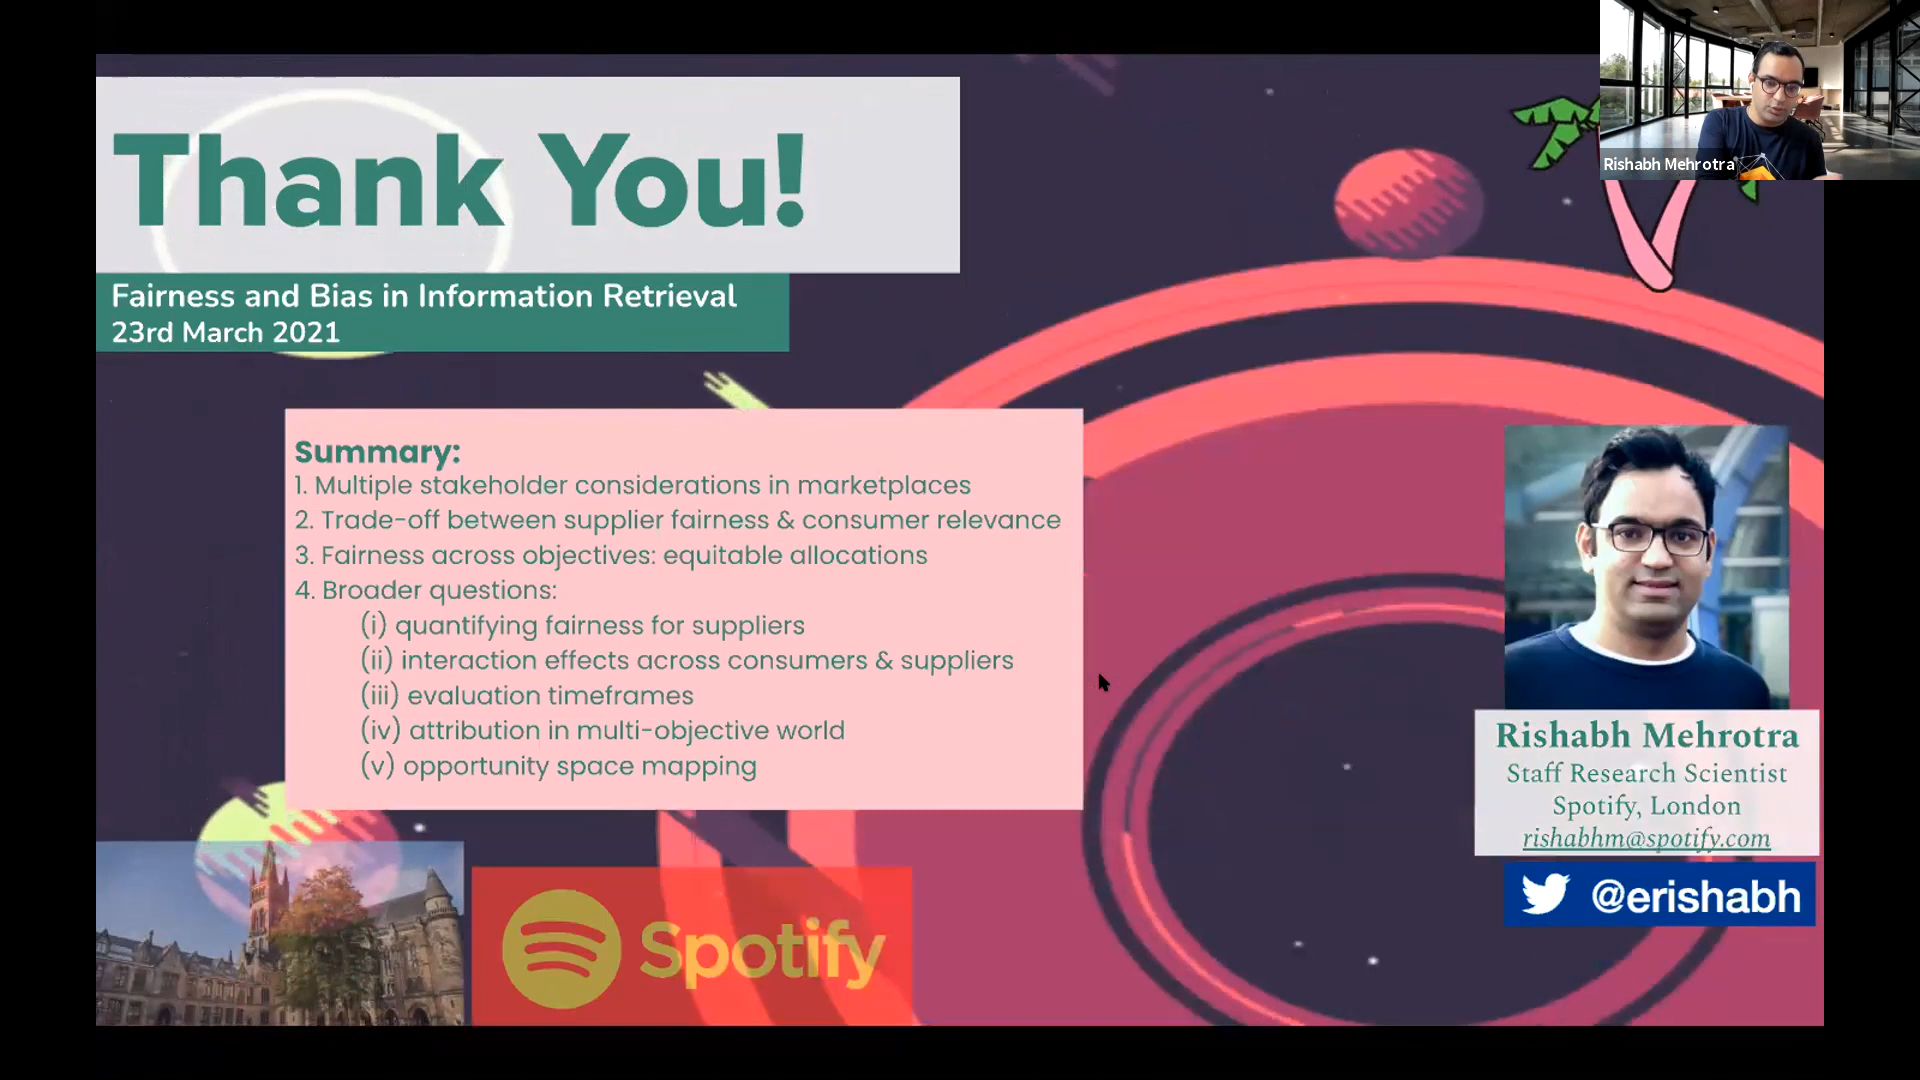 Thank You!
Fairness and Bias in Information Retrieval
23rd March 2021
Summary:
1. Multiple stakeholder considerations in marketplaces
2. Trade-off between supplier fairness & consumer relevance
3. Fairness across objectives: equitable allocations
4. Broader questions:
(i) quantifying fairness for suppliers
(ii) interaction effects across consumers & suppliers
(iii) evaluation timeframes
(iv) attribution in multi-objective world
(v) opportunity space mapping
Spotify
Rishabh Mehrotra
Rishabh Mehrotra
Staff Research Scientist
Spotify, London
rishabhm@spotify.com
@erishabh